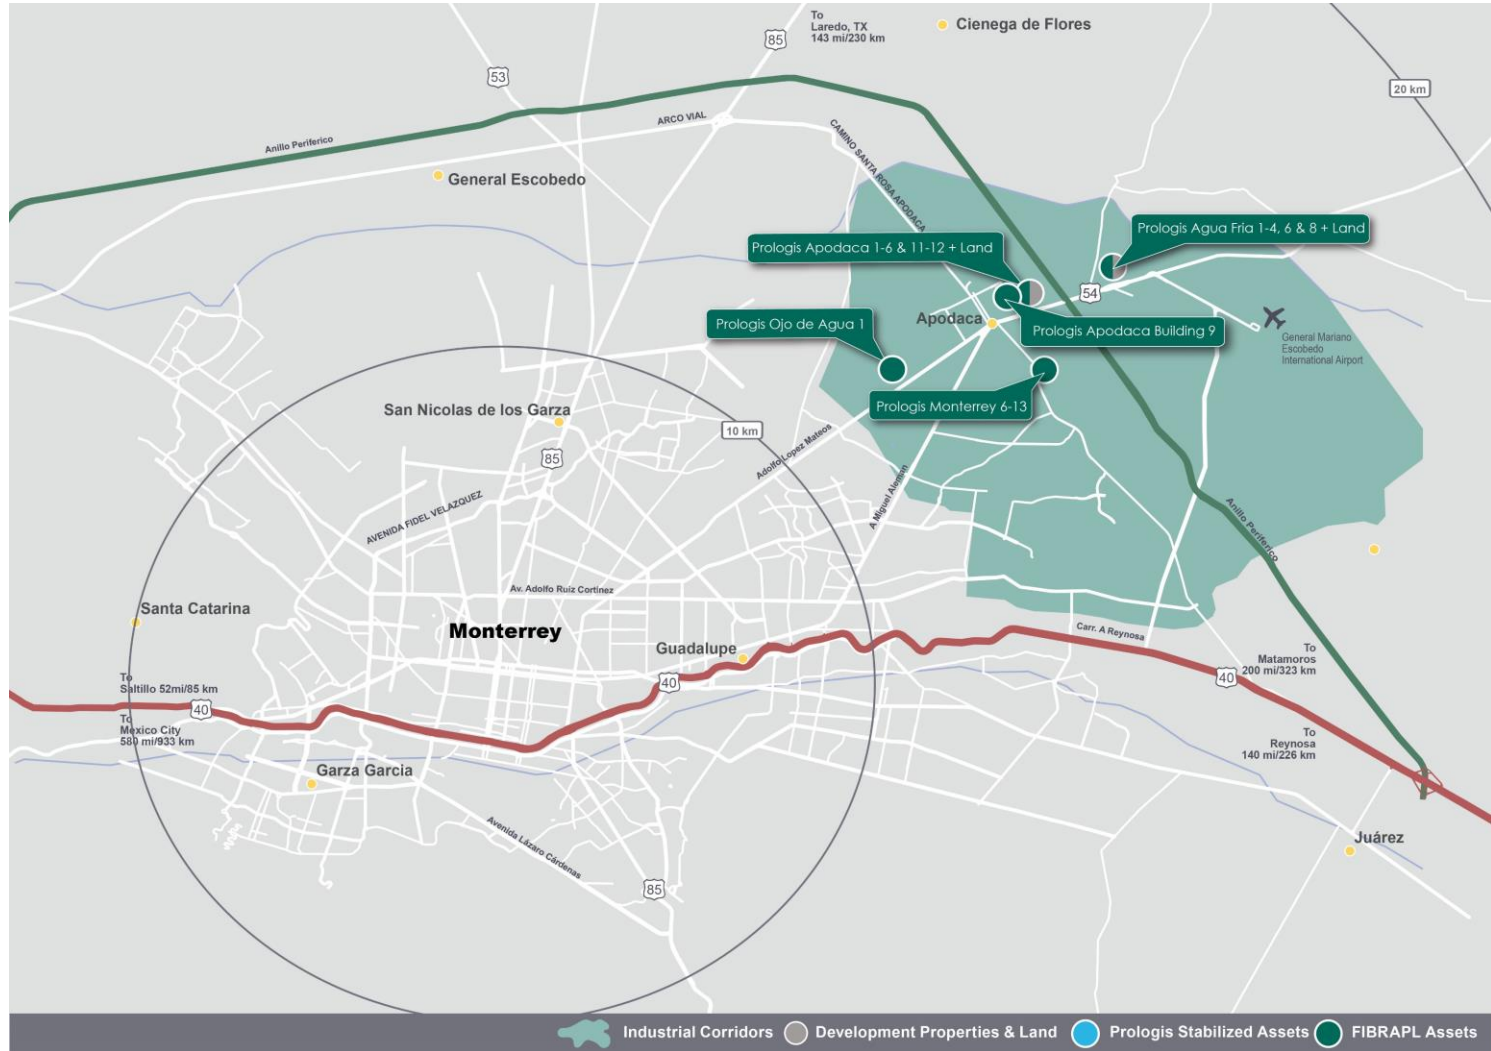 To
Laredo, TX
143 mi/230 km
Cienega de Flores
85
53
20 km
Anillo Periferico
ARCO VIAL
CAMINO SANTA ROSA APODACA
General Escobedo
Prologis Agua Fria 1-4, 6 & 8 + Land
Prologis Apodaca 1-6 & 11-12 + Land
54
Apodaca
Prologis Ojo de Agua 1
Prologis Apodaca Building 9
General Mariano
Escobedo
International Airport
Prologis Monterrey 6-13
San Nicolas de los Garza
10 km
85
Adolfo Lopez Mateos
A Miguel Aleman
AVENIDA FIDEL VELAZQUEZ
Anillo Periferico
Av. Adolfo Ruiz Cortinez
Santa Catarina
Monterrey
Guadalupe
Carr. A Reynosa
To
Matamoros
200 mi/323 km
To
Saltillo 52mi/85 km
40
40
40
To
Mexico City
580 mi/933 km
To
Reynosa
140 mi/226 km
Garza Garcia
Avenida Lázaro Cárdenas
Juárez
85
Industrial Corridors
Development Properties & Land
Prologis Stabilized Assets
FIBRAPL Assets